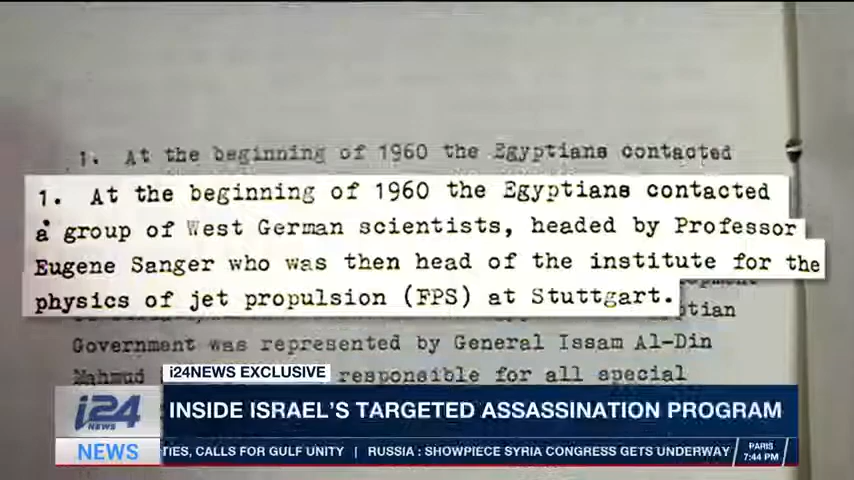 1. At the beginning of 1960 the Egyptians contacted
1. At the beginning of 1960 the Egyptians contacted
a group of West German scientists, headed by Professor
Eugene Sanger who was then head of the institute for the
physics of jet propulsion (FPS) at Stuttgart.
Government was represented by General Issam Al-Din
Mahmud
responsible for all special
i24NEWS EXCLUSIVE
i24
NEWS
INSIDE ISRAEL'S TARGETED ASSASSINATION PROGRAM
NEWS
TIES, CALLS FOR GULF UNITY | RUSSIA : SHOWPIECE SYRIA CONGRESS GETS UNDERWAY
PARIS
7:44 PM